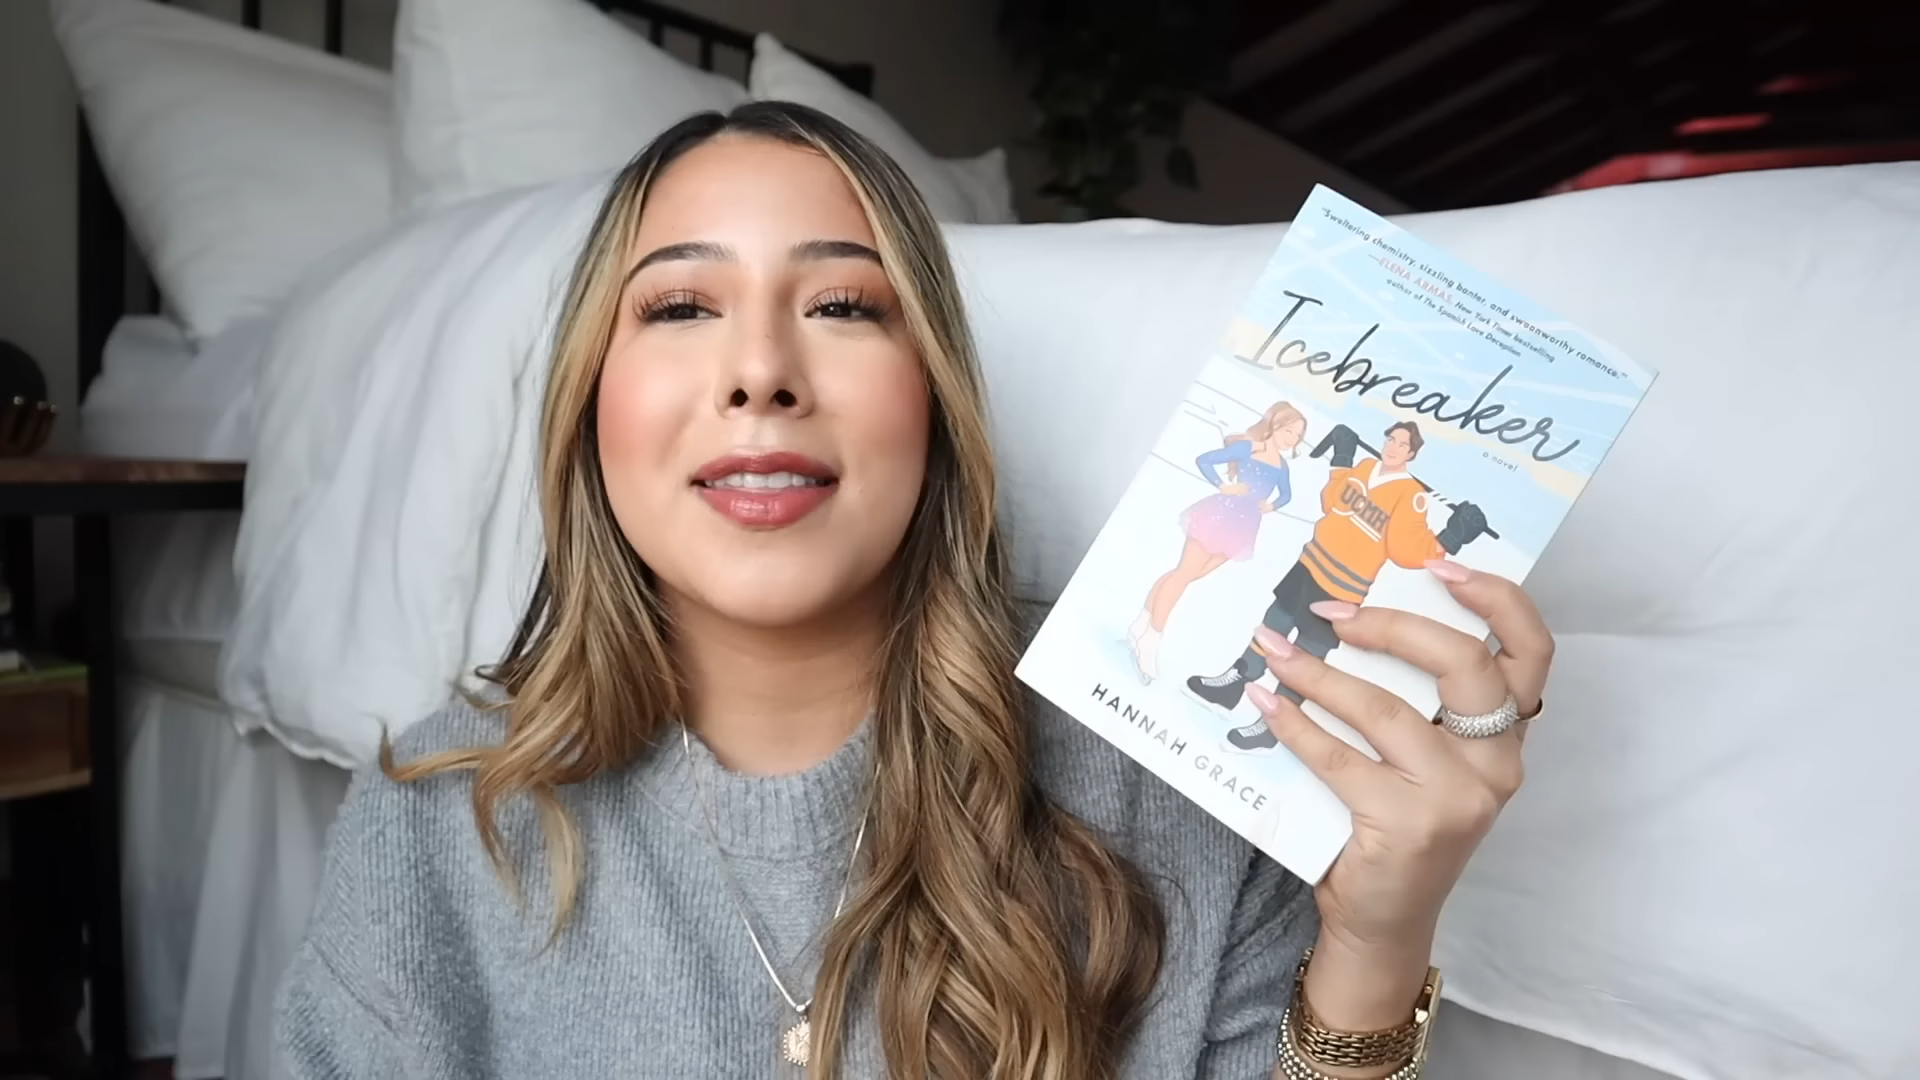 "Sweltering chemistry, sizzling banter, and swoonworthy romance."
—ELENA ARMAS, New York Times bestselling
author of The Spanish Love Deception
Icebreaker
a novel
UCMH
HANNAH GRACE